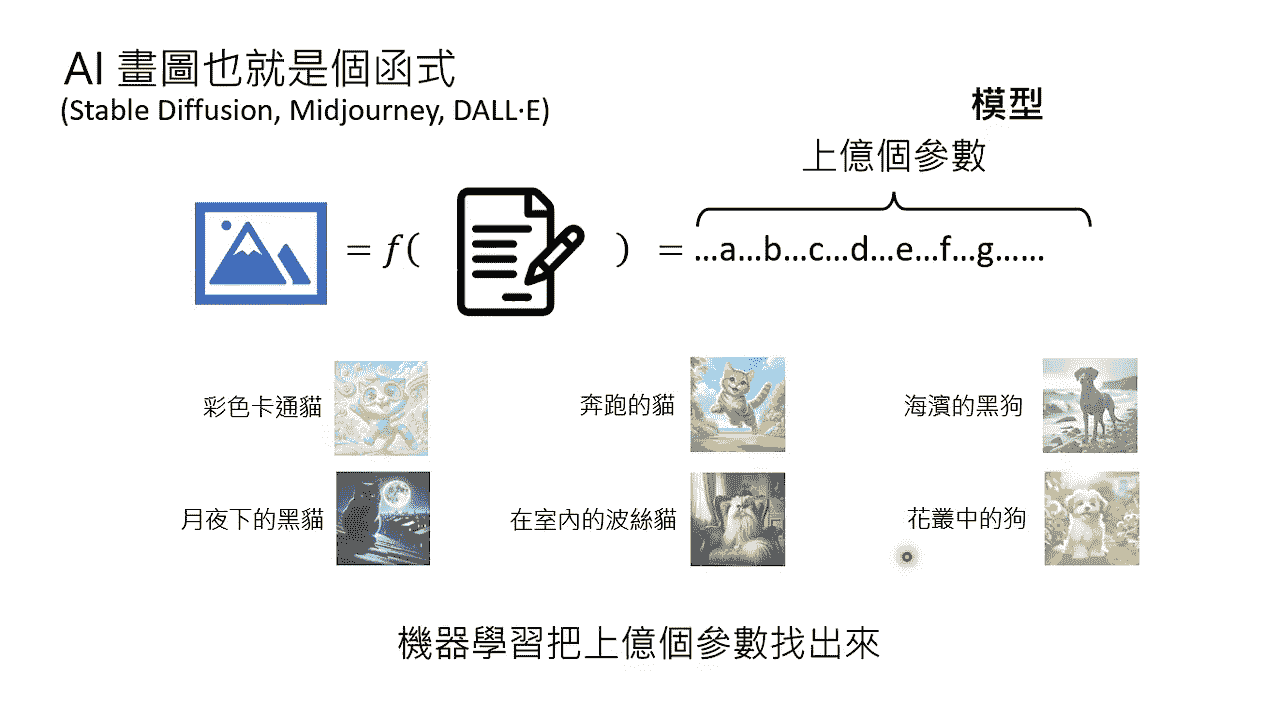 AI 畫圖也就是個函式
(Stable Diffusion, Midjourney, DALL·E)
模型
上億個參數
= f( ) = …a…b…c…d…e…f…g……
彩色卡通貓
奔跑的貓
海濱的黑狗
月夜下的黑貓
在室內的波絲貓
花叢中的狗
機器學習把上億個參數找出來